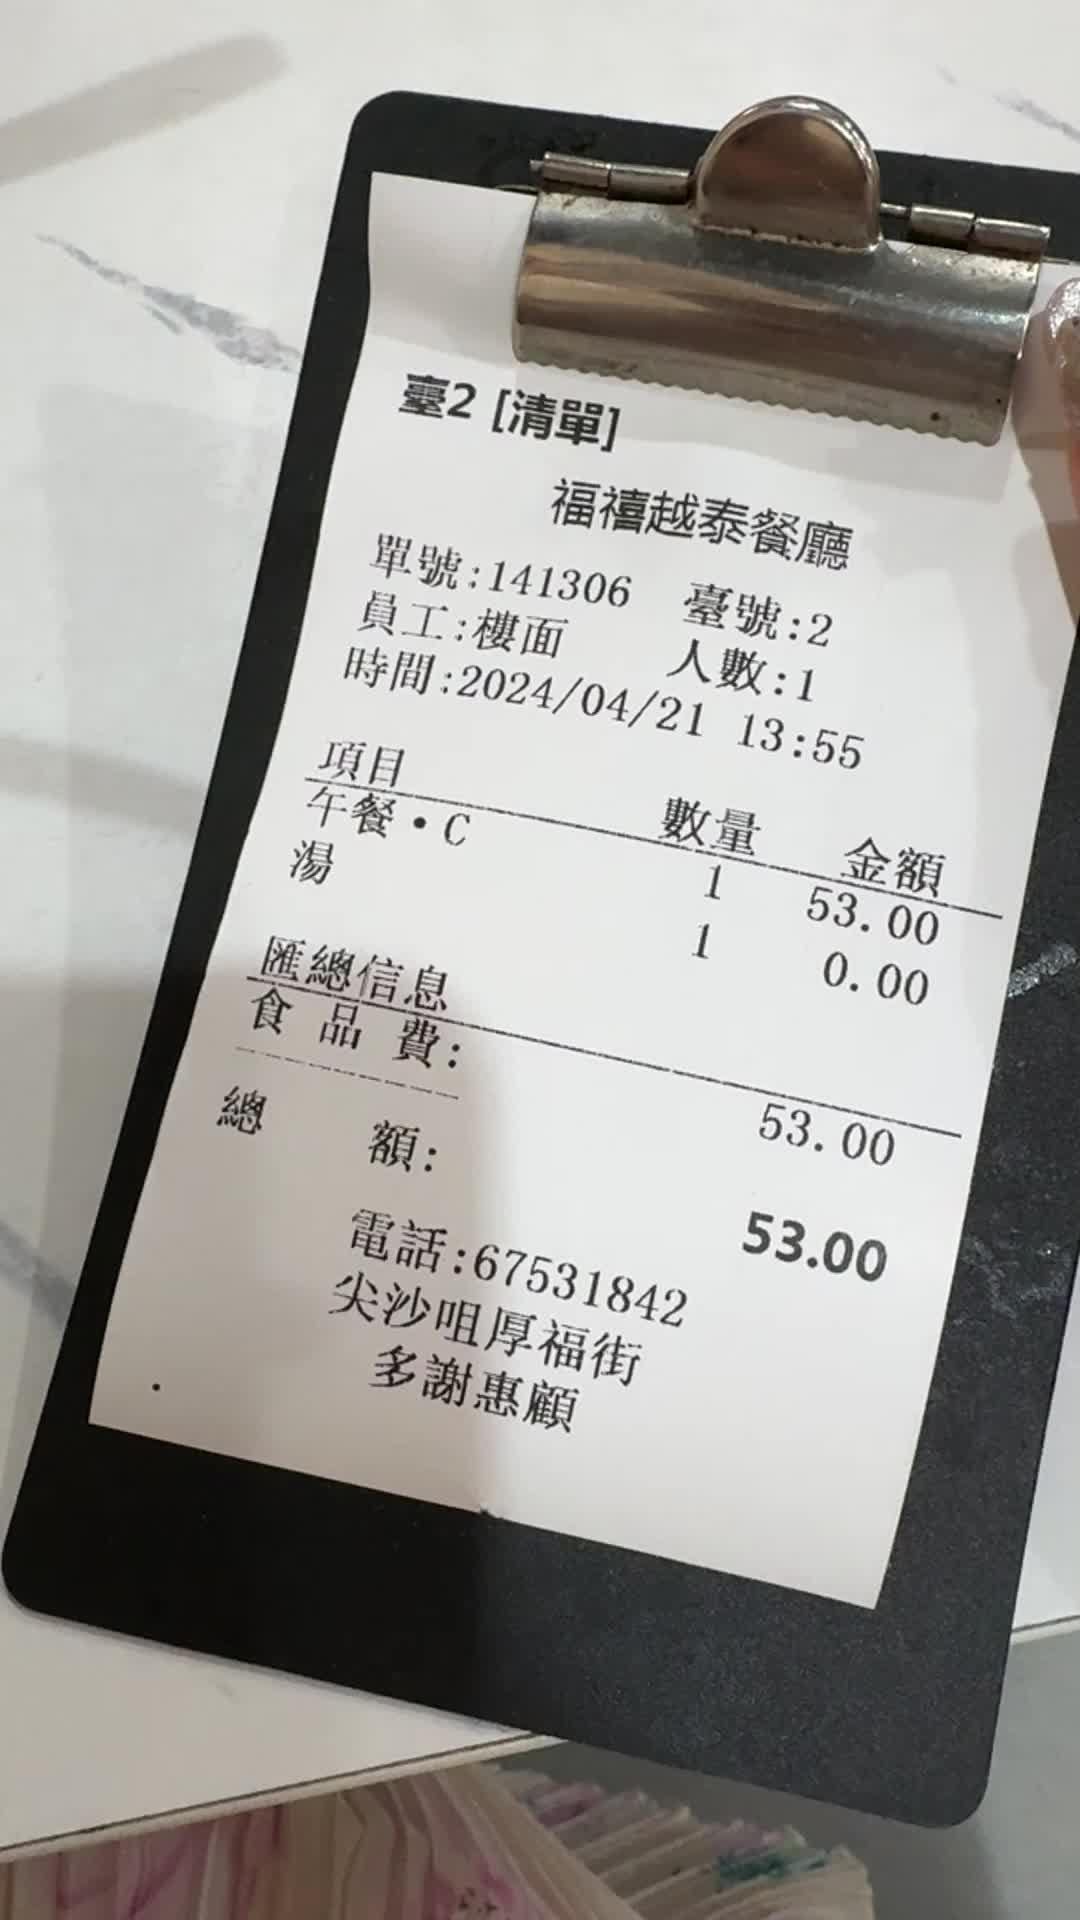 臺2 [清單]
福禧越泰餐廳
單號:141306 臺號:2
員工:樓面 人數:1
時間:2024/04/21 13:55
項目 數量 金額
午餐•C 1 53.00
湯 1 0.00
匯總信息
食品費: 53.00
總額: 53.00
電話:67531842
尖沙咀厚福街
多謝惠顧